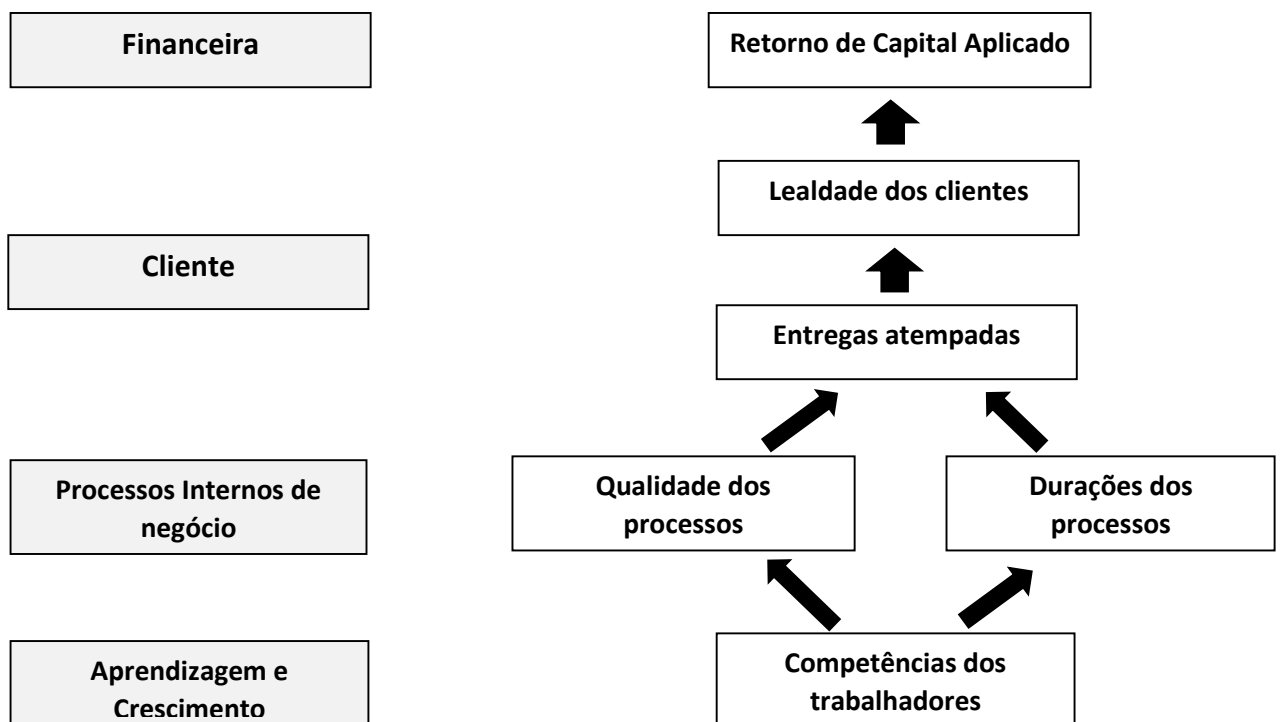 Financeira
Retorno de Capital Aplicado
Lealdade dos clientes
Cliente
Entregas atempadas
Processos Internos de
negócio
Qualidade dos
processos
Durações dos
processos
Aprendizagem e
Crescimento
Competências dos
trabalhadores